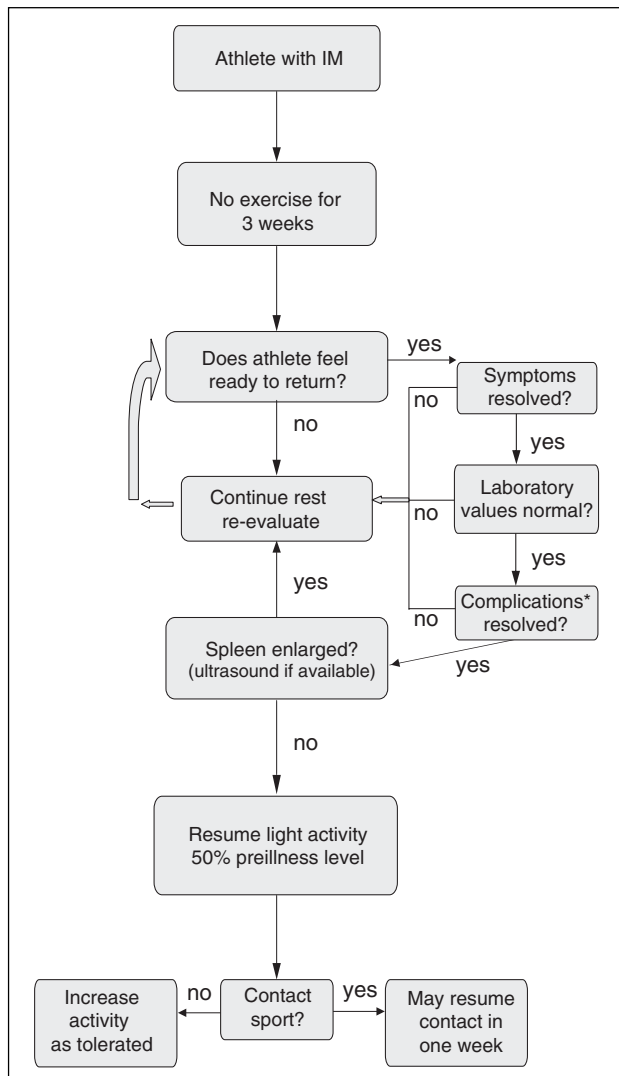 Athlete with IM
No exercise for
3 weeks
Does athlete feel
ready to return?
yes
Symptoms
resolved?
no
no
yes
Continue rest
re-evaluate
Laboratory
values normal?
no
yes
yes
Complications*
resolved?
no
Spleen enlarged?
(ultrasound if available)
yes
no
Resume light activity
50% preillness level
Contact
sport?
no
yes
Increase
activity
as tolerated
May resume
contact in
one week